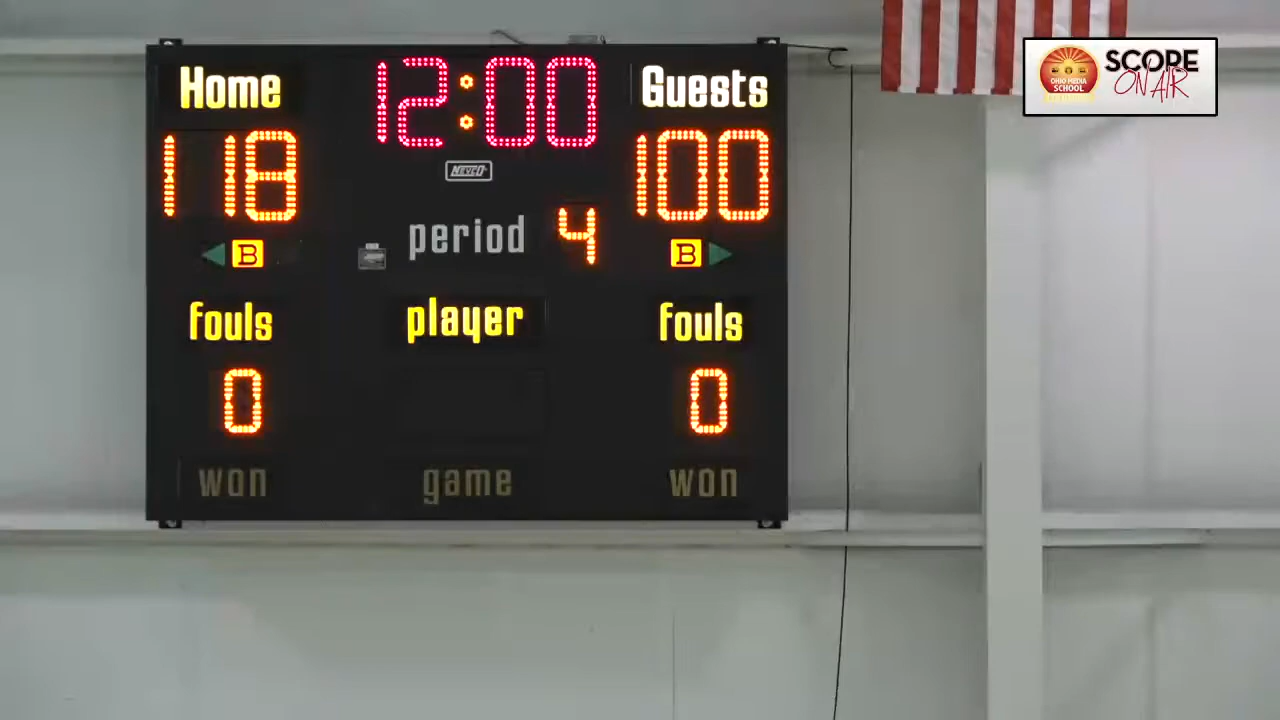 Home 12:00 Guests
118 100
NEVCO
period 4
B B
fouls player fouls
0 0
won game won
SCORE
ON AIR
OHIO MEDIA
SCHOOL